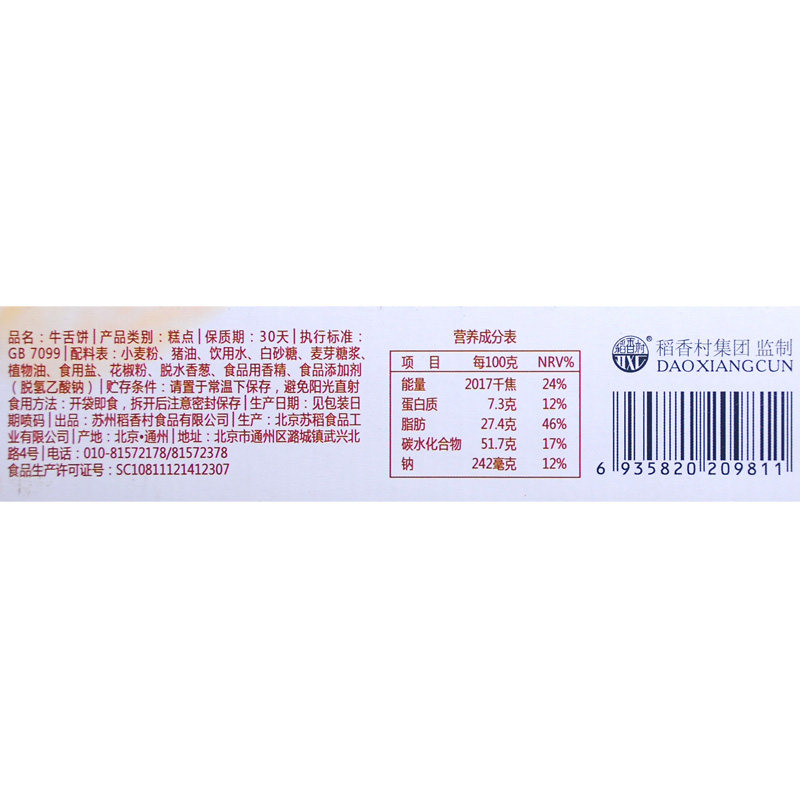 品名：牛舌饼|产品类别：糕点|保质期：30天|执行标准：
GB 7099|配料表：小麦粉、猪油、饮用水、白砂糖、麦芽糖浆、
植物油、食用盐、花椒粉、脱水香葱、食品用香精、食品添加剂
（脱氢乙酸钠）|贮存条件：请置于常温下保存，避免阳光直射
食用方法：开袋即食，拆开后注意密封保存|生产日期：见包装日
期喷码|出品：苏州稻香村食品有限公司|生产：北京苏稻食品工
业有限公司|产地：北京·通州|地址：北京市通州区潞城镇武兴北
路4号|电话：010-81572178/81572378
食品生产许可证号：SC10811121412307
营养成分表
项 目 每100克 NRV%
能量 2017千焦 24%
蛋白质 7.3克 12%
脂肪 27.4克 46%
碳水化合物 51.7克 17%
钠 242毫克 12%
稻香村 DXC ® 稻香村集团 监制
DAOXIANGCUN
6 935820 209811